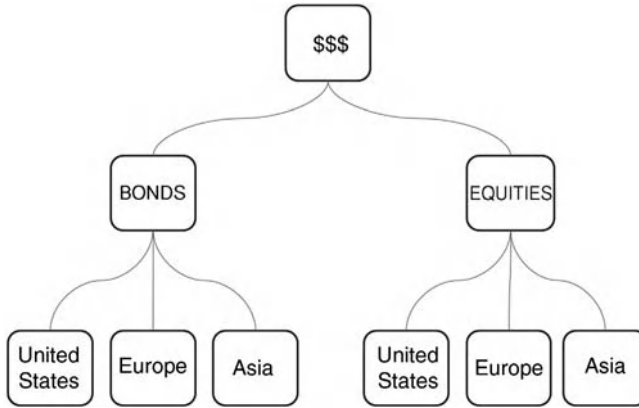 $$$
BONDS
EQUITIES
United
States
Europe
Asia
United
States
Europe
Asia